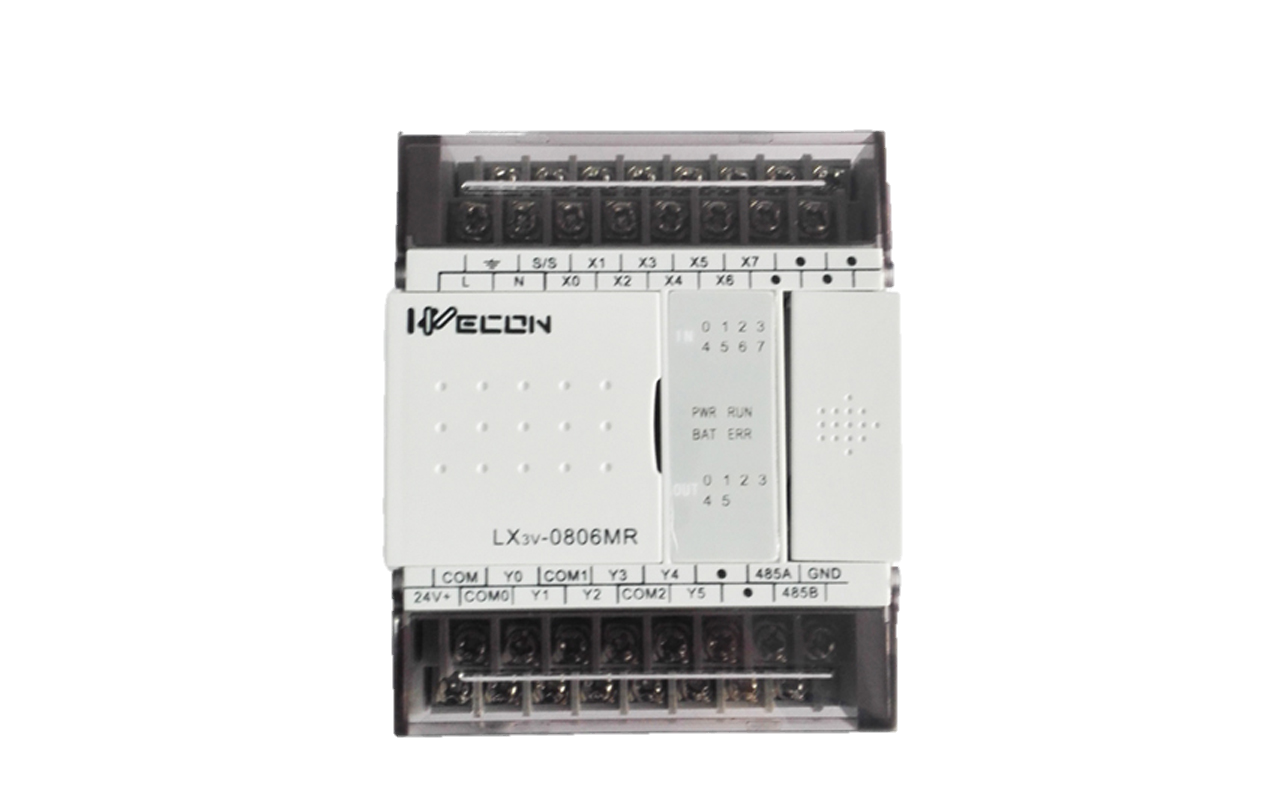 S/S X1 X3 X5 X7 ● ●
L N X0 X2 X4 X6 ● ●
WECON
IN 0 1 2 3
4 5 6 7
PWR RUN
BAT ERR
OUT 0 1 2 3
4 5
LX3V-0806MR
COM Y0 COM1 Y3 Y4 ● 485A GND
24V+ COM0 Y1 Y2 COM2 Y5 ● 485B